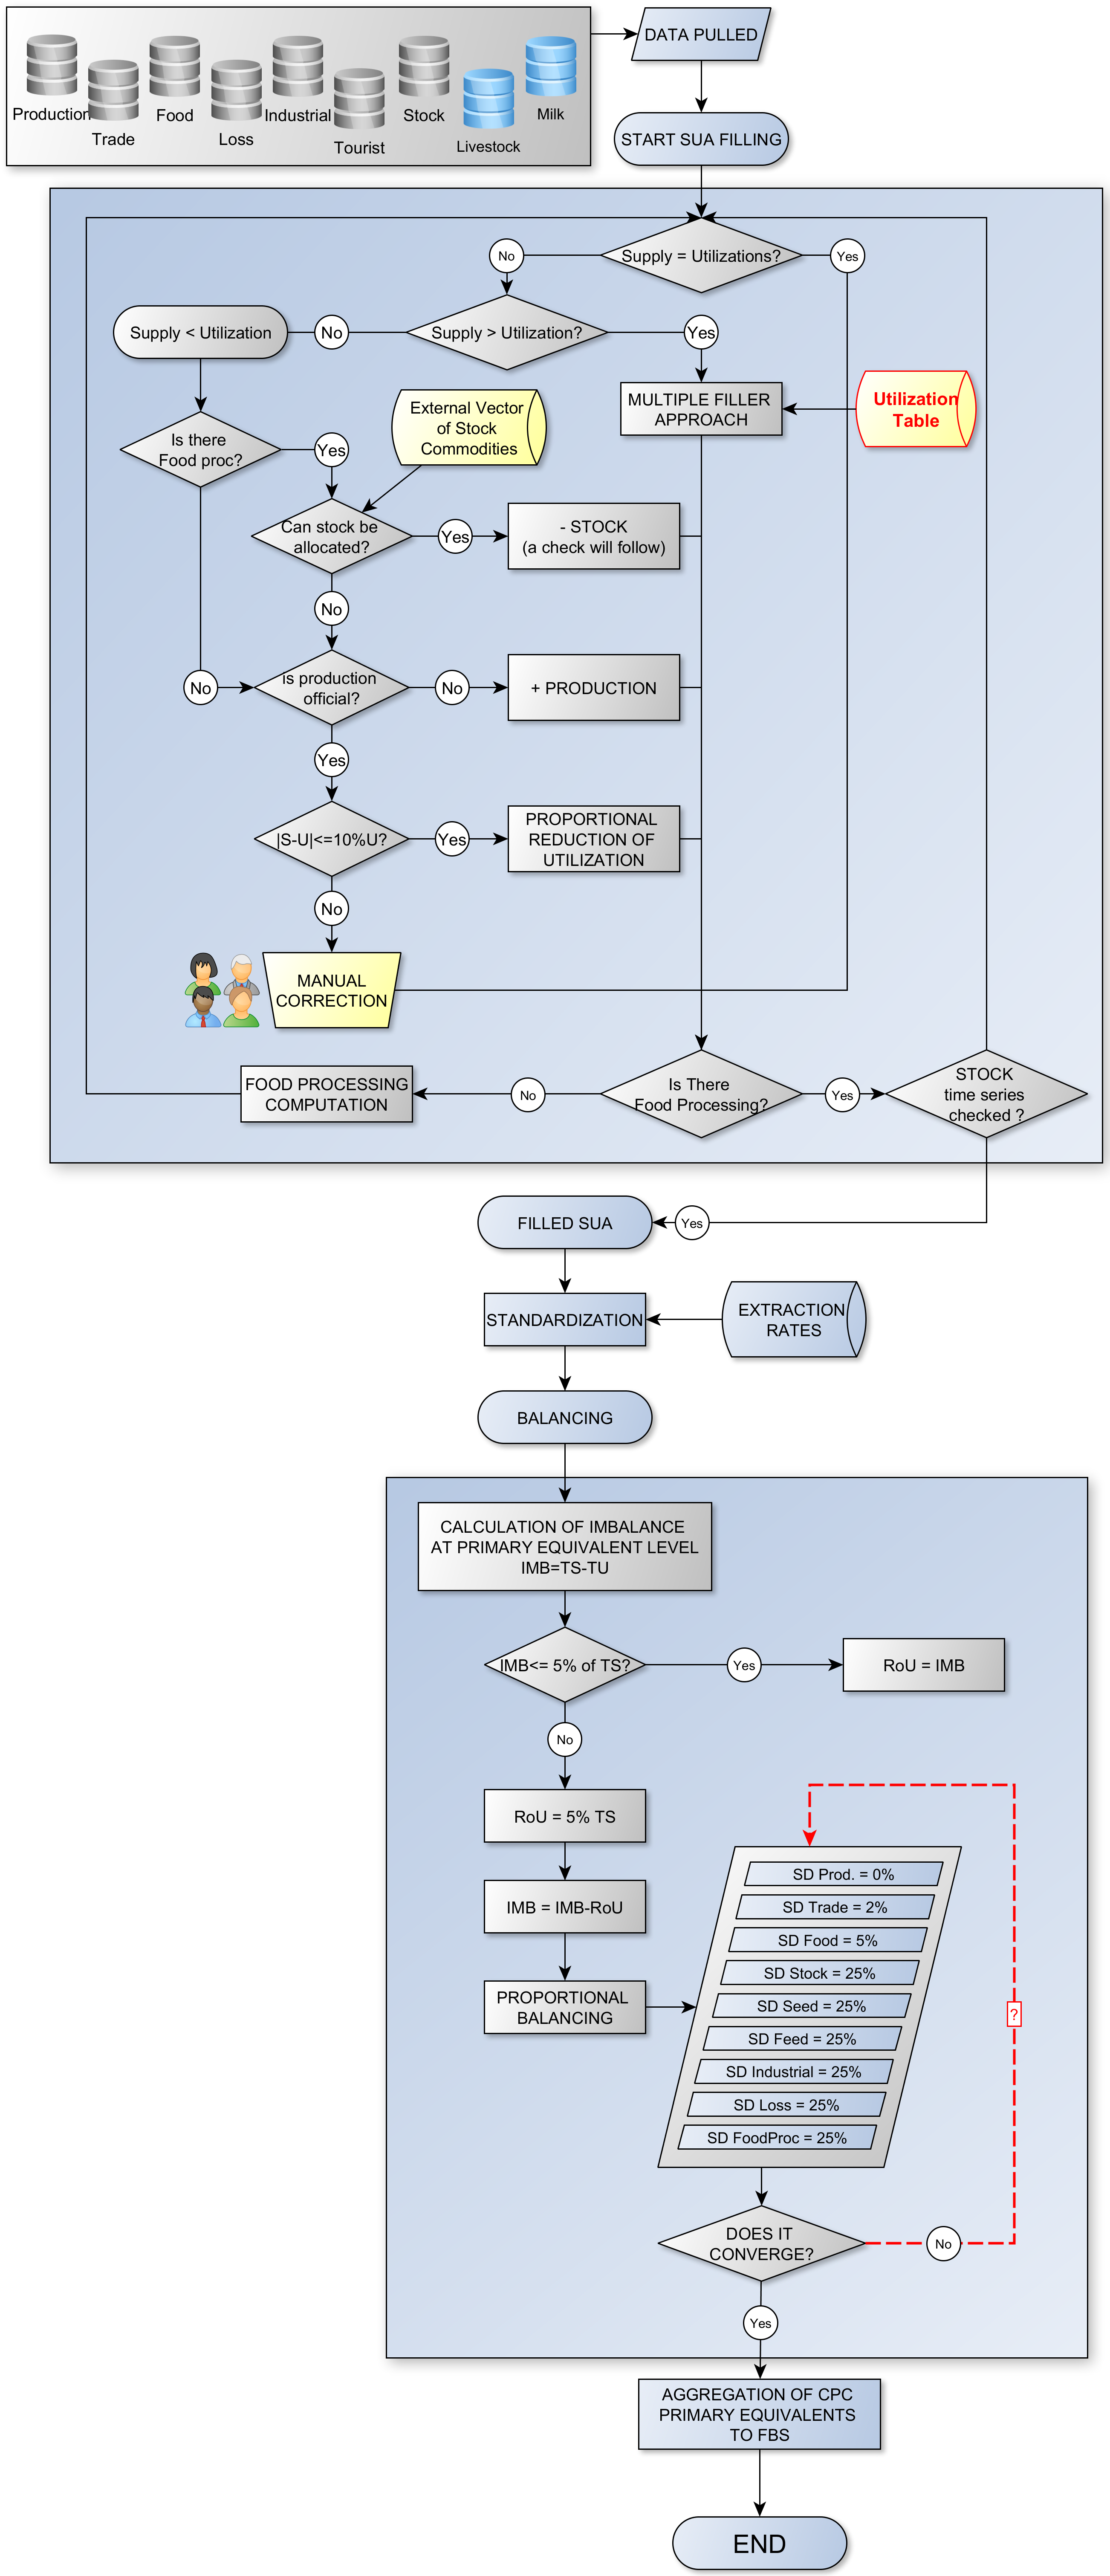 Production
Trade
Food
Loss
Industrial
Tourist
Stock
Livestock
Milk
DATA PULLED
START SUA FILLING
Supply = Utilizations?
No
Yes
Supply < Utilization
No
Supply > Utilization?
Yes
MULTIPLE FILLER
APPROACH
Utilization
Table
External Vector
of Stock
Commodities
Is there
Food proc?
Yes
Can stock be
allocated?
Yes
- STOCK
(a check will follow)
No
No
is production
official?
No
+ PRODUCTION
Yes
|S-U|<=10%U?
Yes
PROPORTIONAL
REDUCTION OF
UTILIZATION
No
MANUAL
CORRECTION
FOOD PROCESSING
COMPUTATION
No
Is There
Food Processing?
Yes
STOCK
time series
checked ?
FILLED SUA
Yes
STANDARDIZATION
EXTRACTION
RATES
BALANCING
CALCULATION OF IMBALANCE
AT PRIMARY EQUIVALENT LEVEL
IMB=TS-TU
IMB<= 5% of TS?
Yes
RoU = IMB
No
RoU = 5% TS
IMB = IMB-RoU
PROPORTIONAL
BALANCING
SD Prod. = 0%
SD Trade = 2%
SD Food = 5%
SD Stock = 25%
SD Seed = 25%
SD Feed = 25%
SD Industrial = 25%
SD Loss = 25%
SD FoodProc = 25%
?
DOES IT
CONVERGE?
No
Yes
AGGREGATION OF CPC
PRIMARY EQUIVALENTS
TO FBS
END